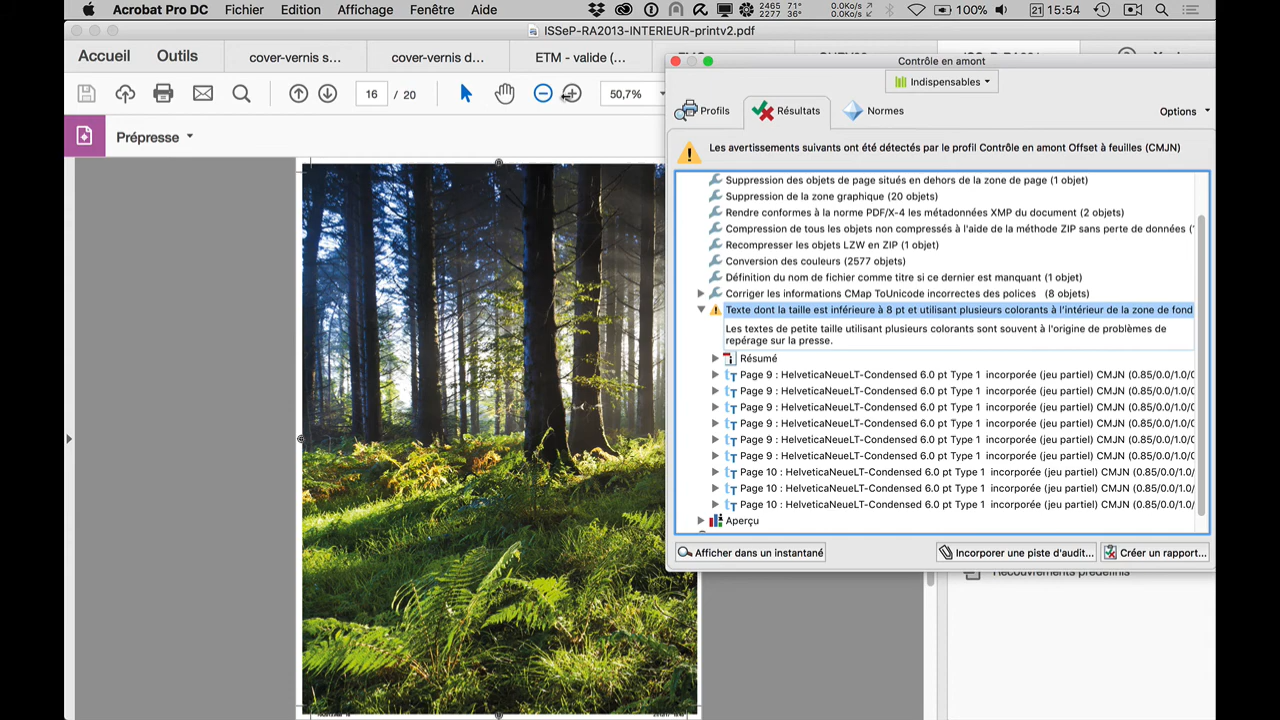 Acrobat Pro DC Fichier Edition Affichage Fenêtre Aide 2465 2277 71° 36° 0.0Ko/s 0.0Ko/s 100% 21 15:54
ISSeP-RA2013-INTERIEUR-printv2.pdf
Accueil Outils cover-vernis s... cover-vernis d... ETM - valide (...
16 / 20 50,7%
Prépresse
Contrôle en amont
Indispensables
Profils Résultats Normes Options
Les avertissements suivants ont été détectés par le profil Contrôle en amont Offset à feuilles (CMJN)
Suppression des objets de page situés en dehors de la zone de page (1 objet)
Suppression de la zone graphique (20 objets)
Rendre conformes à la norme PDF/X-4 les métadonnées XMP du document (2 objets)
Compression de tous les objets non compressés à l'aide de la méthode ZIP sans perte de données (
Recompresser les objets LZW en ZIP (1 objet)
Conversion des couleurs (2577 objets)
Définition du nom de fichier comme titre si ce dernier est manquant (1 objet)
Corriger les informations CMap ToUnicode incorrectes des polices (8 objets)
Texte dont la taille est inférieure à 8 pt et utilisant plusieurs colorants à l'intérieur de la zone de fond
Les textes de petite taille utilisant plusieurs colorants sont souvent à l'origine de problèmes de
repérage sur la presse.
Résumé
Page 9 : HelveticaNeueLT-Condensed 6.0 pt Type 1 incorporée (jeu partiel) CMJN (0.85/0.0/1.0/
Page 9 : HelveticaNeueLT-Condensed 6.0 pt Type 1 incorporée (jeu partiel) CMJN (0.85/0.0/1.0/
Page 9 : HelveticaNeueLT-Condensed 6.0 pt Type 1 incorporée (jeu partiel) CMJN (0.85/0.0/1.0/
Page 9 : HelveticaNeueLT-Condensed 6.0 pt Type 1 incorporée (jeu partiel) CMJN (0.85/0.0/1.0/
Page 9 : HelveticaNeueLT-Condensed 6.0 pt Type 1 incorporée (jeu partiel) CMJN (0.85/0.0/1.0/
Page 9 : HelveticaNeueLT-Condensed 6.0 pt Type 1 incorporée (jeu partiel) CMJN (0.85/0.0/1.0/
Page 10 : HelveticaNeueLT-Condensed 6.0 pt Type 1 incorporée (jeu partiel) CMJN (0.85/0.0/1.0/
Page 10 : HelveticaNeueLT-Condensed 6.0 pt Type 1 incorporée (jeu partiel) CMJN (0.85/0.0/1.0/
Page 10 : HelveticaNeueLT-Condensed 6.0 pt Type 1 incorporée (jeu partiel) CMJN (0.85/0.0/1.0/
Aperçu
Afficher dans un instantané Incorporer une piste d'audit... Créer un rapport...
Recouvrements prédéfinis